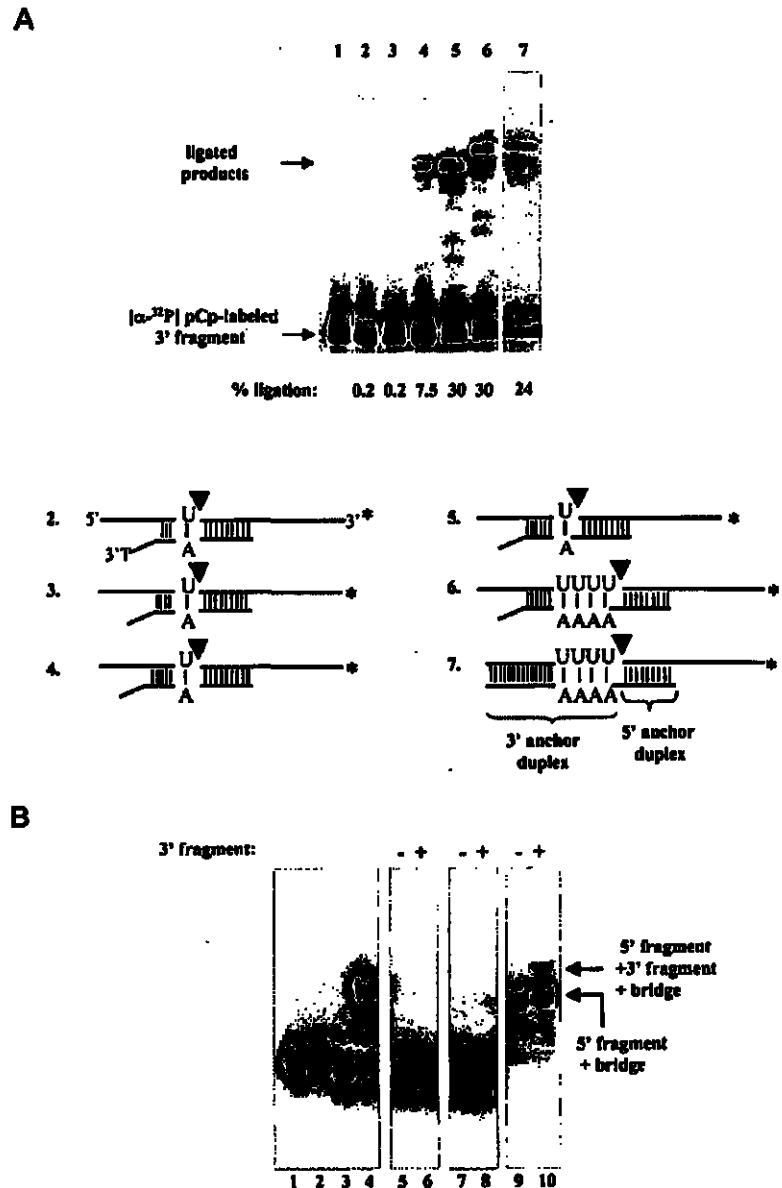 A
1 2 3 4 5 6 7
ligated
products
[α-³²P] pCp-labeled
3' fragment
% ligation: 0.2 0.2 7.5 30 30 24
2. 5' U 3'*
3'T A
3. U *
A
4. U *
A
5. U *
A
6. UUUU *
AAAA
7. UUUU *
AAAA
3' anchor
duplex
5' anchor
duplex
B
3' fragment: - + - + - +
5' fragment
+3' fragment
+ bridge
5' fragment
+ bridge
1 2 3 4 5 6 7 8 9 10